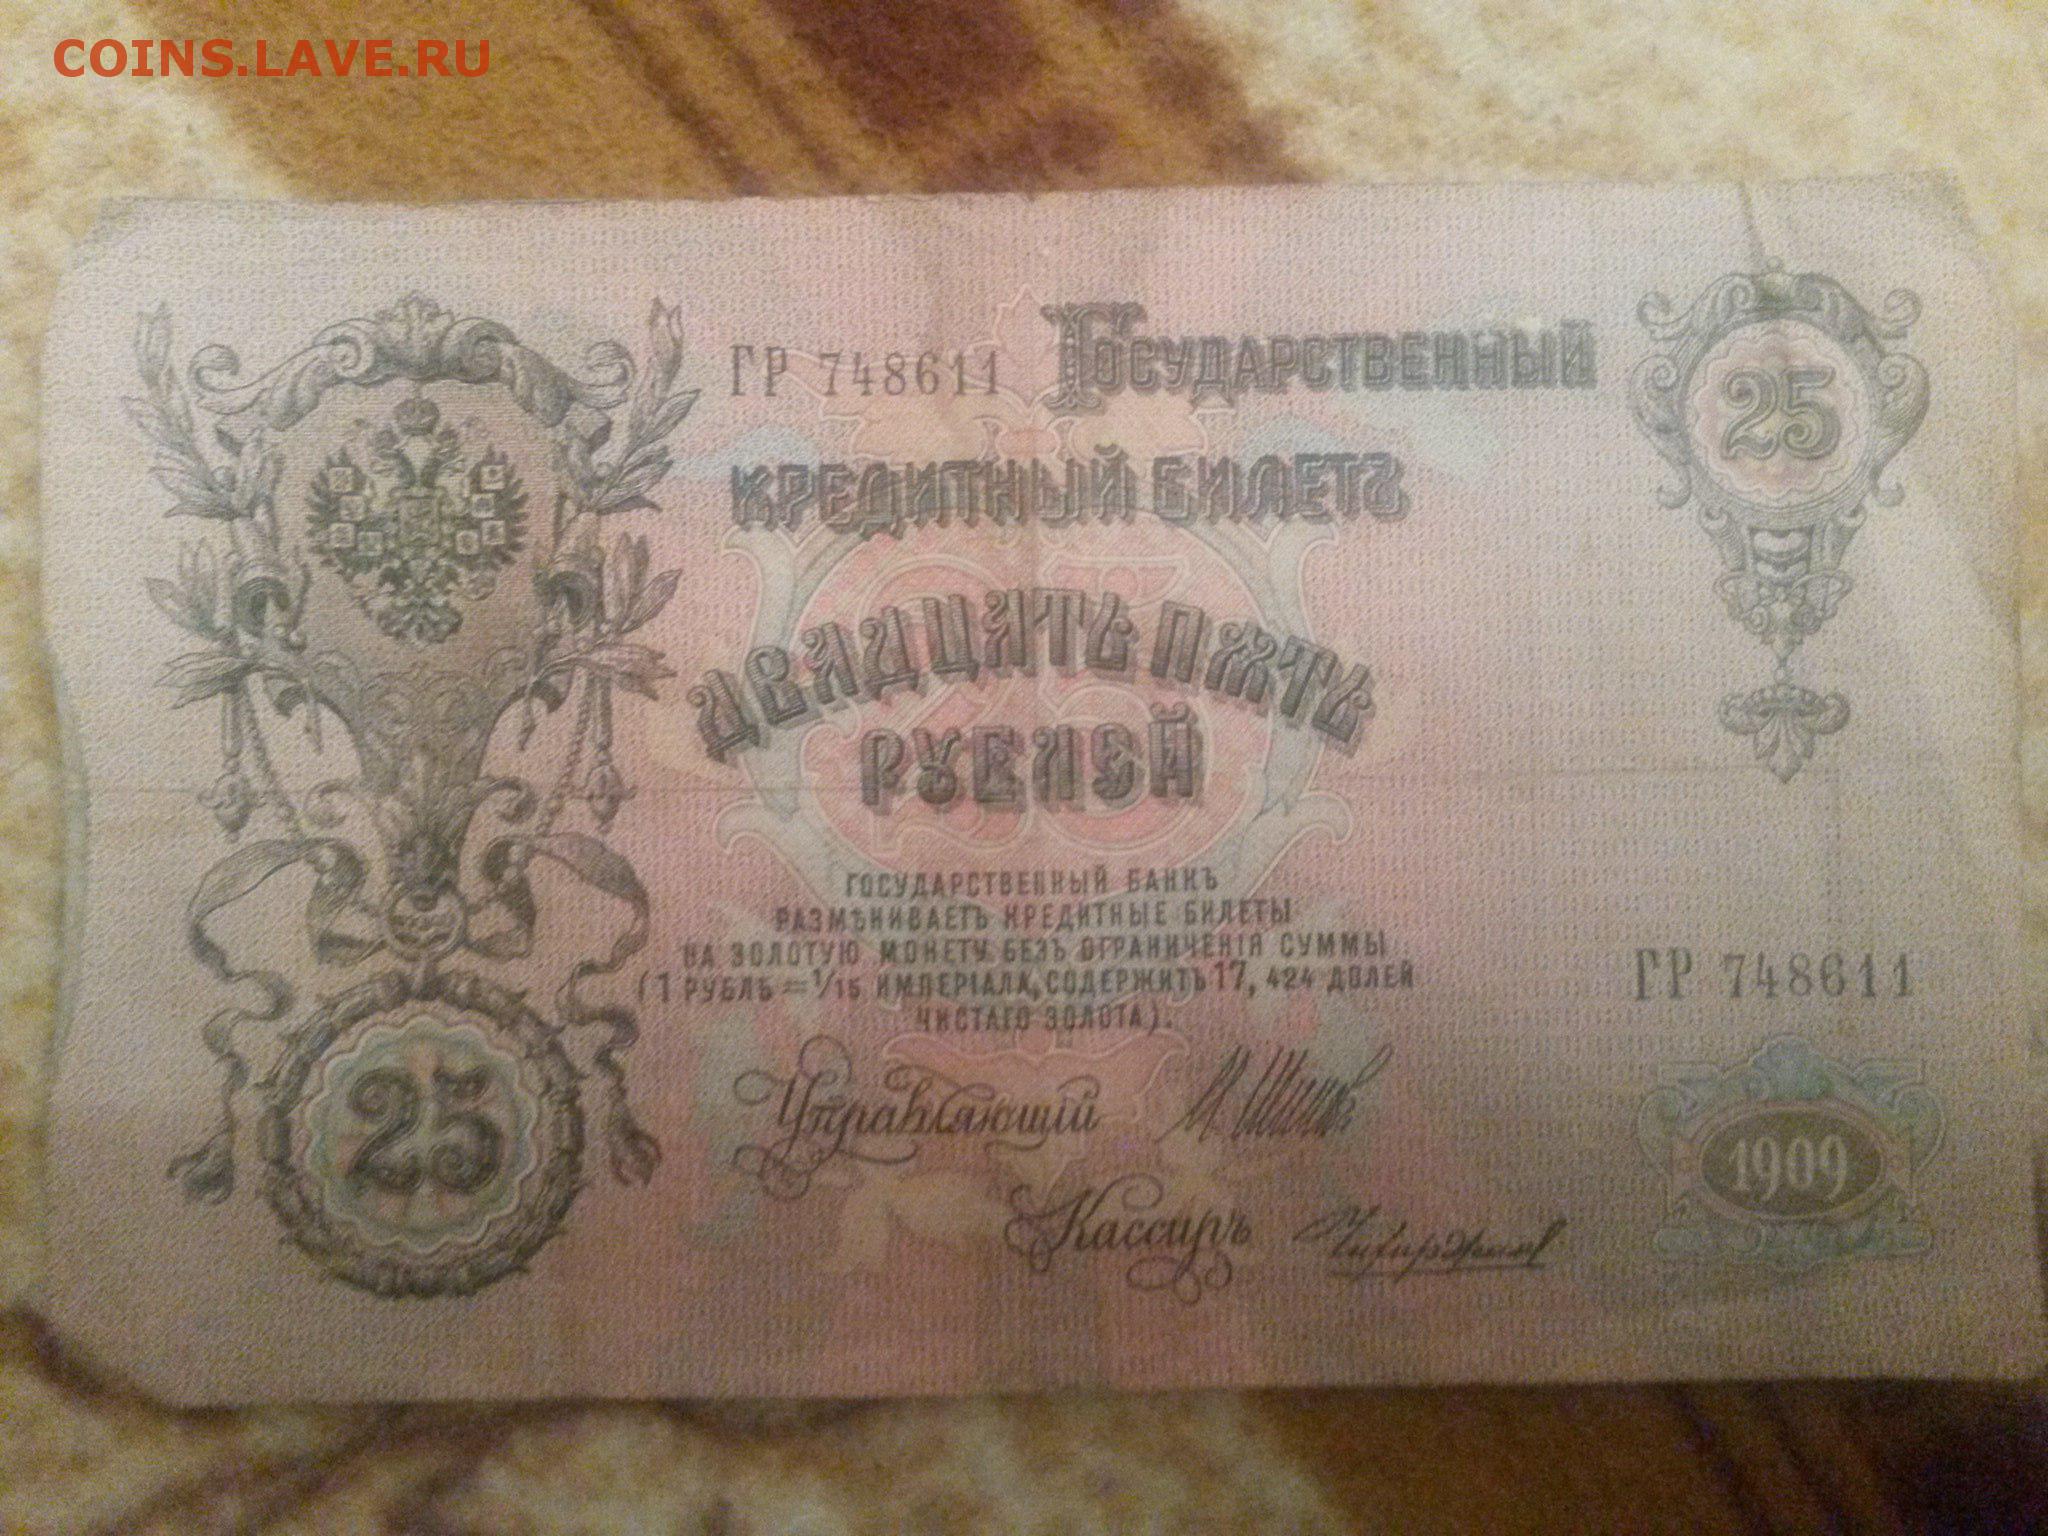 COINS.LAVE.RU
ГР 748611 ГОСУДАРСТВЕННЫЙ
КРЕДИТНЫЙ БИЛЕТЪ
25
ДВАДЦАТЬ ПЯТЬ
РУБЛЕЙ
ГОСУДАРСТВЕННЫЙ БАНКЪ
РАЗМѢНИВАЕТЪ КРЕДИТНЫЕ БИЛЕТЫ
НА ЗОЛОТУЮ МОНЕТУ БЕЗЪ ОГРАНИЧЕНІЯ СУММЫ
(1 РУБЛЬ = 1/15 ИМПЕРІАЛА, СОДЕРЖИТЪ 17, 424 ДОЛЕЙ
ЧИСТАГО ЗОЛОТА).
ГР 748611
25
Управляющій И. Шипов
Кассиръ
1909